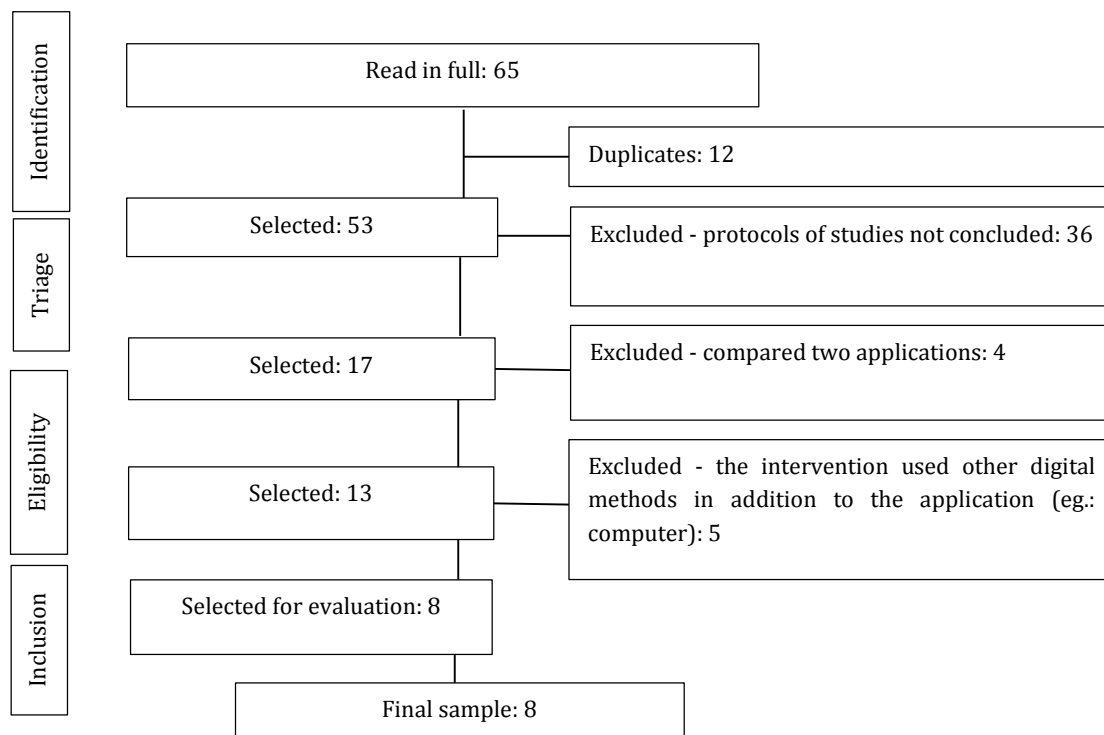 Identification
Read in full: 65
Duplicates: 12
Triage
Selected: 53
Excluded - protocols of studies not concluded: 36
Selected: 17
Excluded - compared two applications: 4
Eligibility
Selected: 13
Excluded - the intervention used other digital
methods in addition to the application (eg.:
computer): 5
Inclusion
Selected for evaluation: 8
Final sample: 8